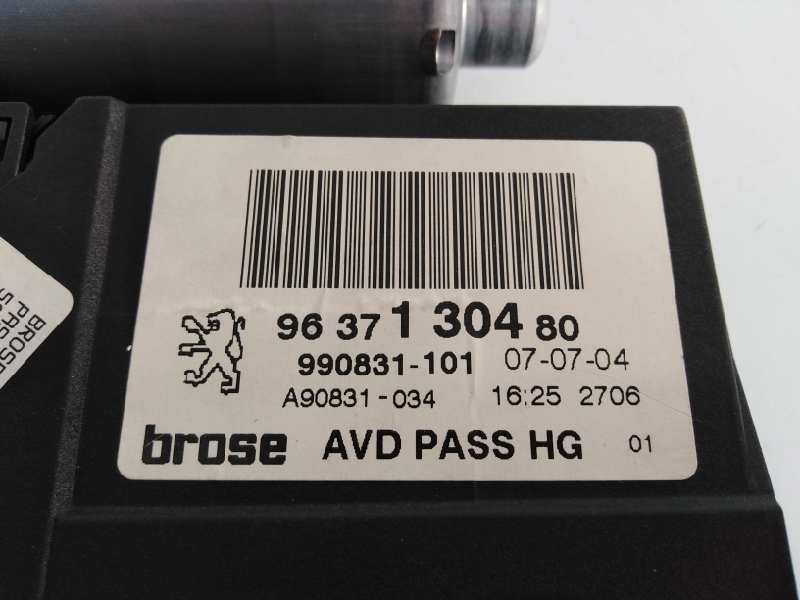 96 37 1 304 80
990831-101 07-07-04
A90831-034 16:25 2706
brose AVD PASS HG 01
BROSE